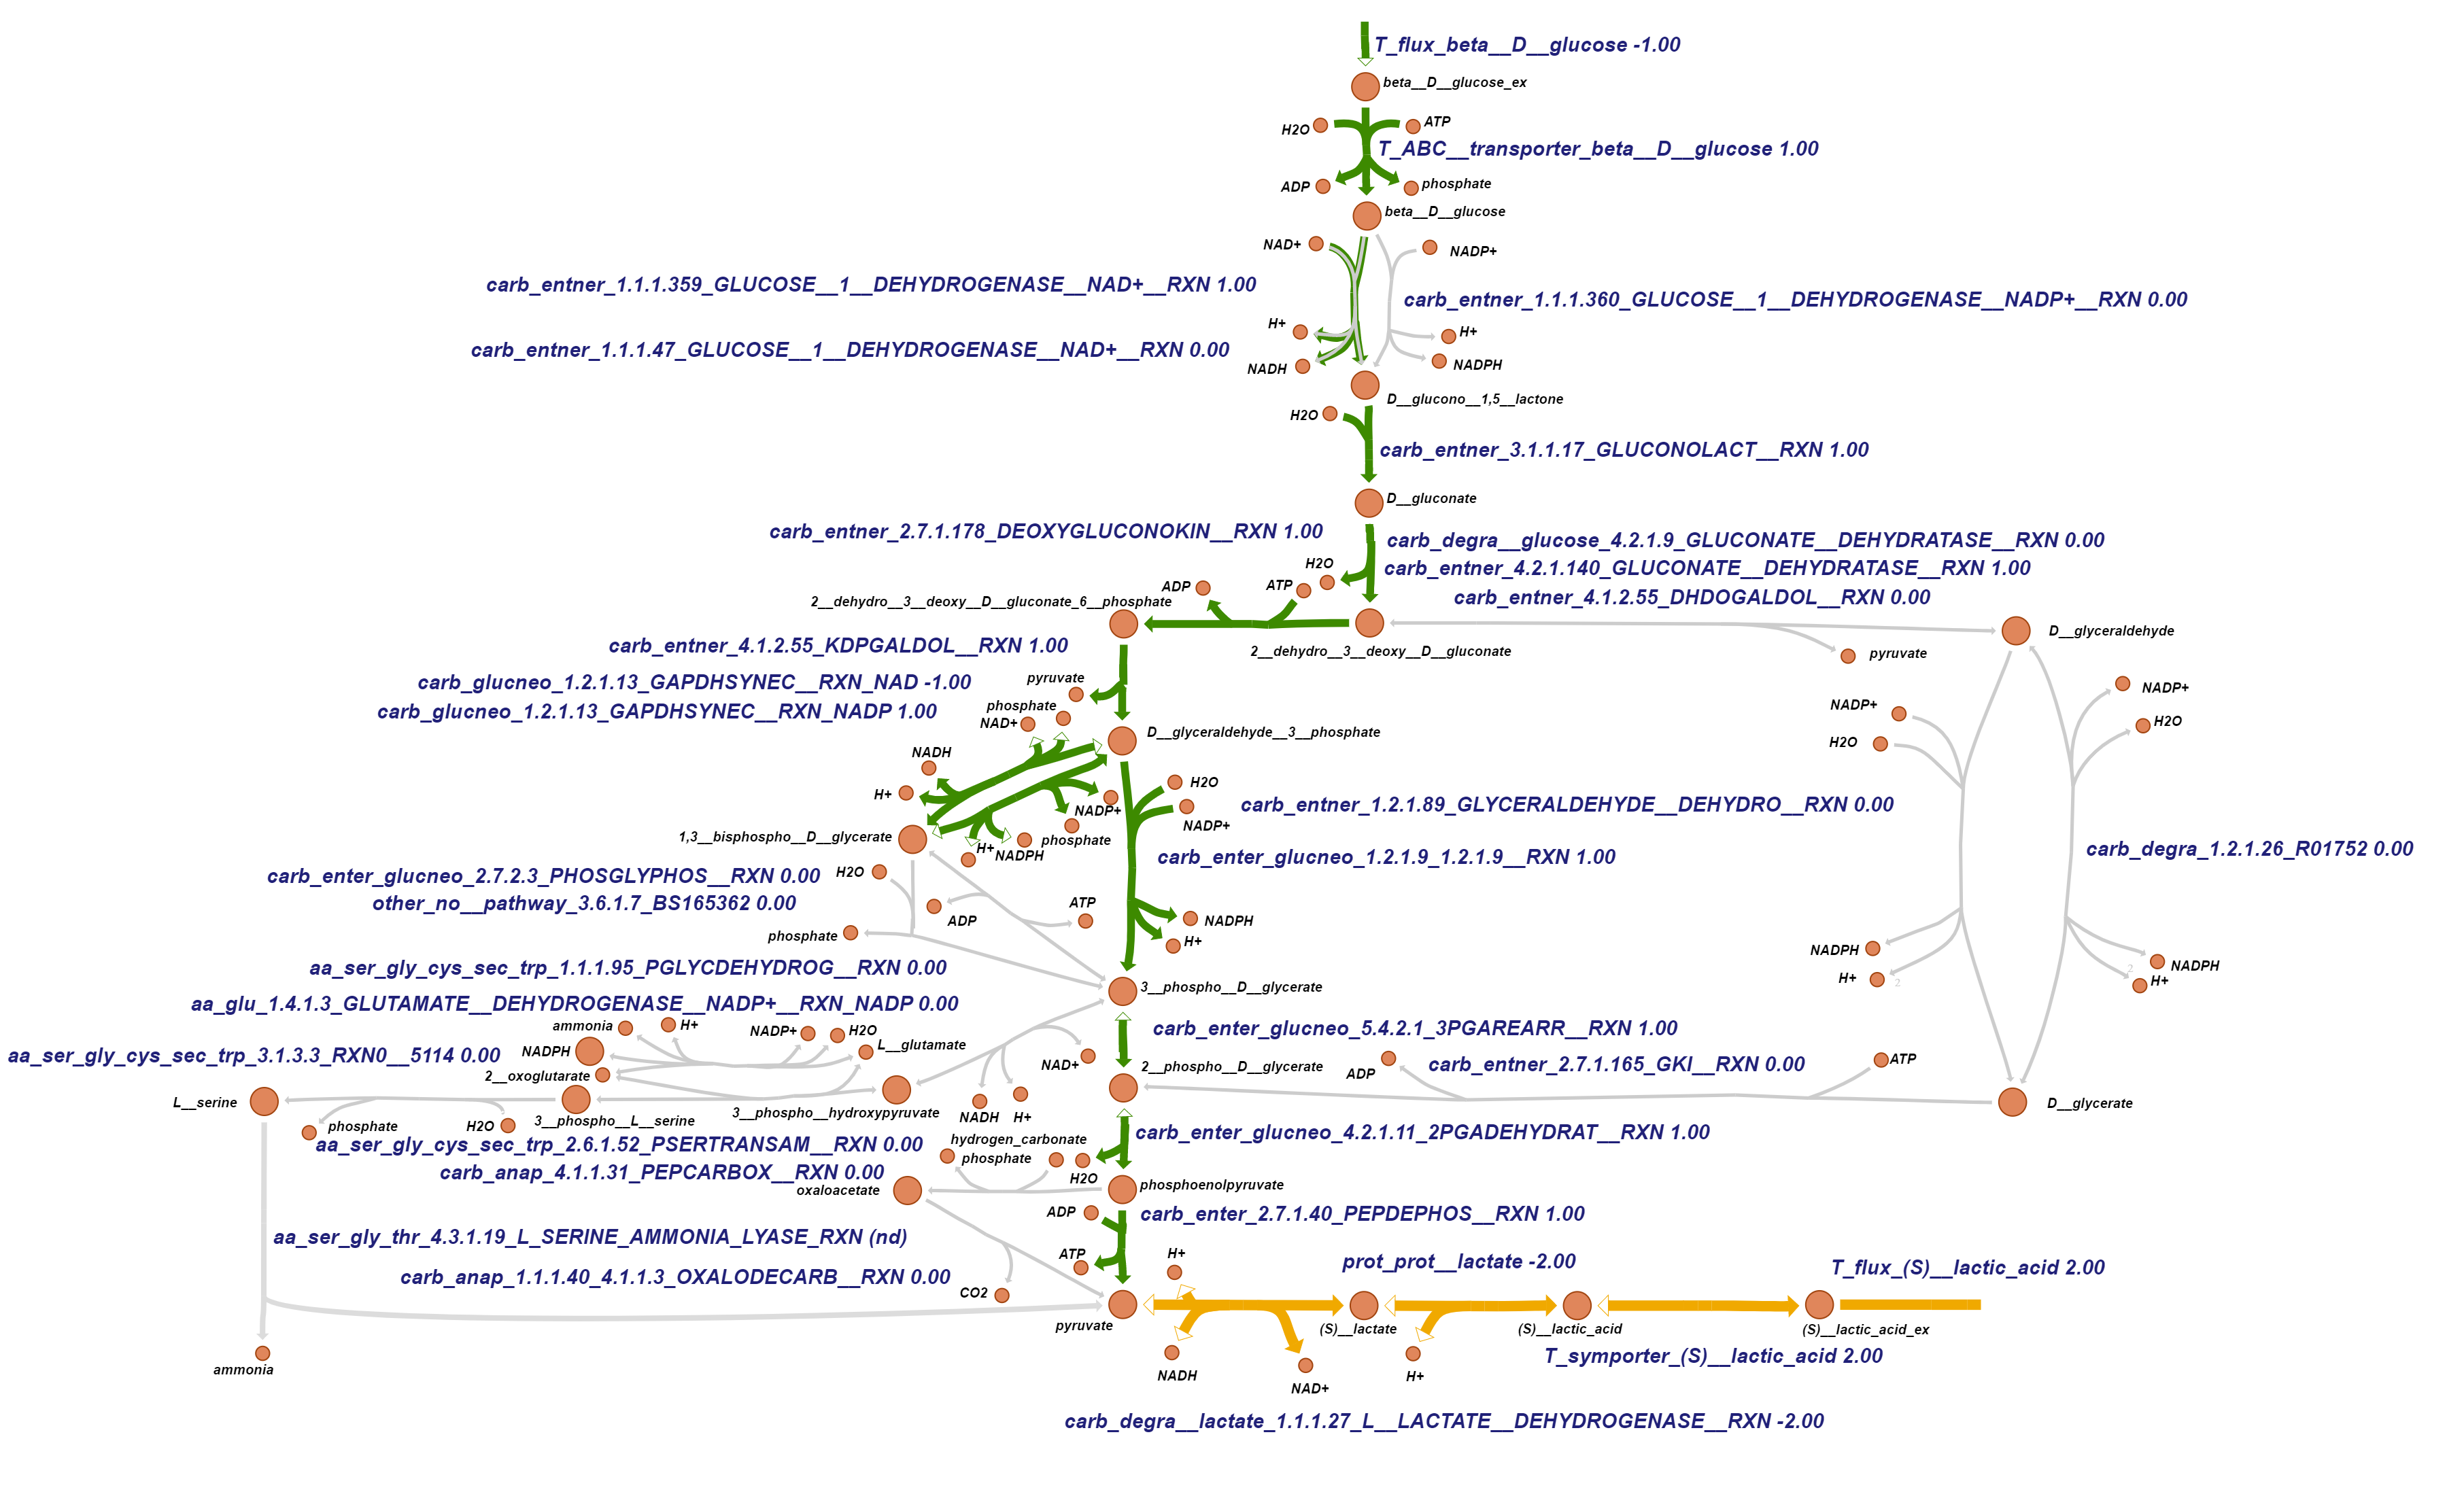 T_flux_beta__D__glucose -1.00
beta__D__glucose_ex
H2O
ATP
T_ABC__transporter_beta__D__glucose 1.00
ADP
phosphate
beta__D__glucose
NAD+
NADP+
carb_entner_1.1.1.359_GLUCOSE__1__DEHYDROGENASE__NAD+__RXN 1.00
carb_entner_1.1.1.360_GLUCOSE__1__DEHYDROGENASE__NADP+__RXN 0.00
H+
H+
carb_entner_1.1.1.47_GLUCOSE__1__DEHYDROGENASE__NAD+__RXN 0.00
NADH
NADPH
D__glucono__1,5__lactone
H2O
carb_entner_3.1.1.17_GLUCONOLACT__RXN 1.00
D__gluconate
carb_entner_2.7.1.178_DEOXYGLUCONOKIN__RXN 1.00
carb_degra__glucose_4.2.1.9_GLUCONATE__DEHYDRATASE__RXN 0.00
H2O
carb_entner_4.2.1.140_GLUCONATE__DEHYDRATASE__RXN 1.00
ADP
ATP
2__dehydro__3__deoxy__D__gluconate_6__phosphate
carb_entner_4.1.2.55_DHDOGALDOL__RXN 0.00
D__glyceraldehyde
carb_entner_4.1.2.55_KDPGALDOL__RXN 1.00
2__dehydro__3__deoxy__D__gluconate
pyruvate
carb_glucneo_1.2.1.13_GAPDHSYNEC__RXN_NAD -1.00
pyruvate
NADP+
carb_glucneo_1.2.1.13_GAPDHSYNEC__RXN_NADP 1.00
phosphate
NADP+
NAD+
H2O
D__glyceraldehyde__3__phosphate
H2O
NADH
H2O
H+
NADP+
carb_entner_1.2.1.89_GLYCERALDEHYDE__DEHYDRO__RXN 0.00
NADP+
1,3__bisphospho__D__glycerate
phosphate
H+
NADPH
carb_enter_glucneo_1.2.1.9_1.2.1.9__RXN 1.00
carb_degra_1.2.1.26_R01752 0.00
carb_enter_glucneo_2.7.2.3_PHOSGLYPHOS__RXN 0.00
H2O
other_no__pathway_3.6.1.7_BS165362 0.00
ATP
ADP
NADPH
phosphate
H+
NADPH
aa_ser_gly_cys_sec_trp_1.1.1.95_PGLYCDEHYDROG__RXN 0.00
2
NADPH
H+
2
H+
3__phospho__D__glycerate
aa_glu_1.4.1.3_GLUTAMATE__DEHYDROGENASE__NADP+__RXN_NADP 0.00
ammonia
H+
NADP+
H2O
carb_enter_glucneo_5.4.2.1_3PGAREARR__RXN 1.00
L__glutamate
NADPH
aa_ser_gly_cys_sec_trp_3.1.3.3_RXN0__5114 0.00
NAD+
2__phospho__D__glycerate
ADP
carb_entner_2.7.1.165_GKI__RXN 0.00
ATP
2__oxoglutarate
L__serine
D__glycerate
3__phospho__hydroxypyruvate
NADH
H+
phosphate
H2O
3__phospho__L__serine
aa_ser_gly_cys_sec_trp_2.6.1.52_PSERTRANSAM__RXN 0.00
hydrogen_carbonate
carb_enter_glucneo_4.2.1.11_2PGADEHYDRAT__RXN 1.00
phosphate
carb_anap_4.1.1.31_PEPCARBOX__RXN 0.00
H2O
oxaloacetate
phosphoenolpyruvate
ADP
carb_enter_2.7.1.40_PEPDEPHOS__RXN 1.00
aa_ser_gly_thr_4.3.1.19_L_SERINE_AMMONIA_LYASE_RXN (nd)
ATP
H+
prot_prot__lactate -2.00
T_flux_(S)__lactic_acid 2.00
carb_anap_1.1.1.40_4.1.1.3_OXALODECARB__RXN 0.00
CO2
pyruvate
(S)__lactate
(S)__lactic_acid
(S)__lactic_acid_ex
T_symporter_(S)__lactic_acid 2.00
ammonia
NADH
NAD+
H+
carb_degra__lactate_1.1.1.27_L__LACTATE__DEHYDROGENASE__RXN -2.00